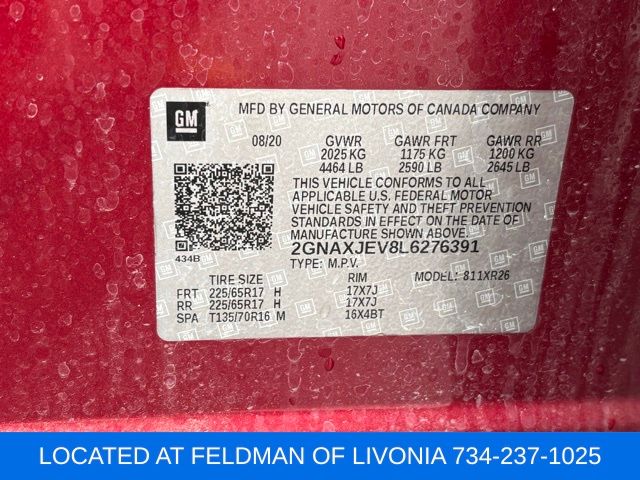 GM
MFD BY GENERAL MOTORS OF CANADA COMPANY
08/20 GVWR GAWR FRT GAWR RR
2025 KG 1175 KG 1200 KG
4464 LB 2590 LB 2645 LB
THIS VEHICLE CONFORMS TO ALL
APPLICABLE U.S. FEDERAL MOTOR
VEHICLE SAFETY AND THEFT PREVENTION
STANDARDS IN EFFECT ON THE DATE OF
MANUFACTURE SHOWN ABOVE.
434B 2GNAXJEV8L6276391
TYPE: M.P.V. MODEL: 811XR26
TIRE SIZE RIM
FRT 225/65R17 H 17X7J
RR 225/65R17 H 17X7J
SPA T135/70R16 M 16X4BT
LOCATED AT FELDMAN OF LIVONIA 734-237-1025